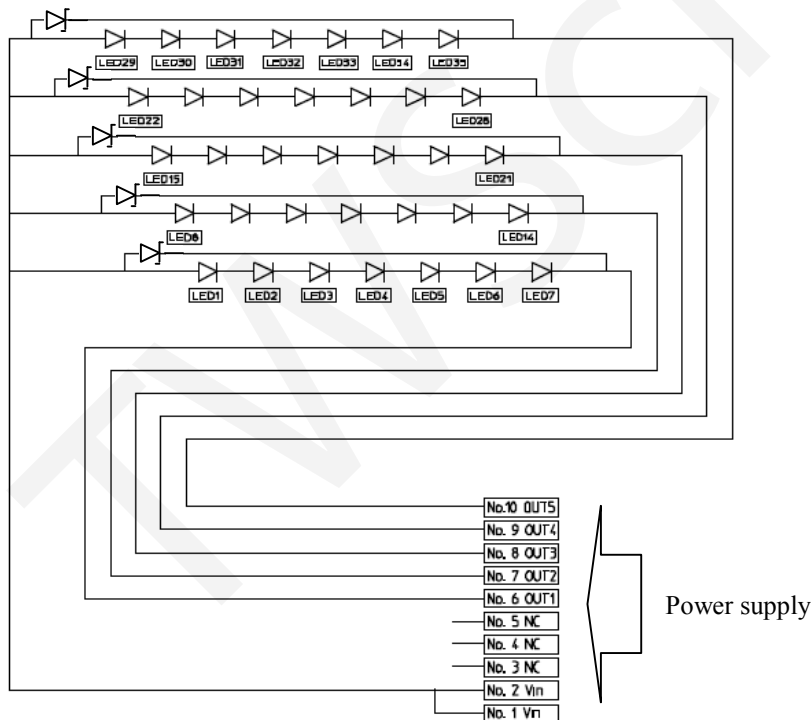 LED29 LED30 LED31 LED32 LED33 LED34 LED35
LED22 LED28
LED15 LED21
LED8 LED14
LED1 LED2 LED3 LED4 LED5 LED6 LED7
No.10 OUT5
No. 9 OUT4
No. 8 OUT3
No. 7 OUT2
No. 6 OUT1
Power supply
No. 5 NC
No. 4 NC
No. 3 NC
No. 2 Vin
No. 1 Vin